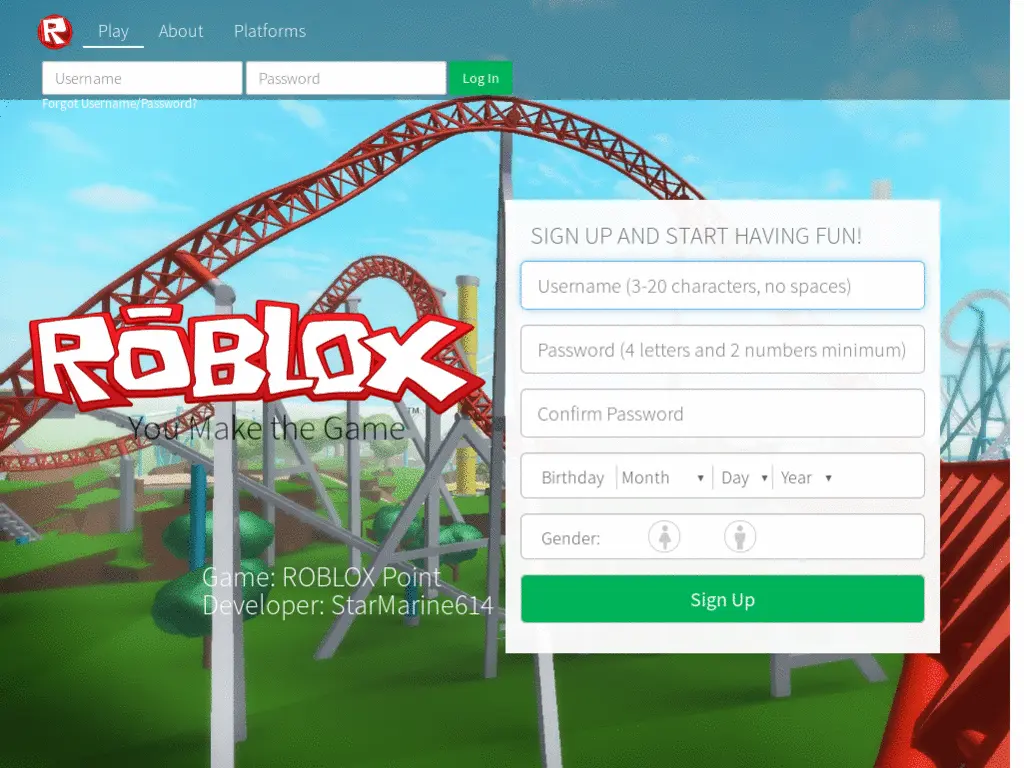 R
Play About Platforms
Username Password Log In
Forgot Username/Password?
SIGN UP AND START HAVING FUN!
Username (3-20 characters, no spaces)
Password (4 letters and 2 numbers minimum)
Confirm Password
Birthday Month Day Year
Gender:
Sign Up
RŌBLOX TM
You Make the Game
Game: ROBLOX Point
Developer: StarMarine614